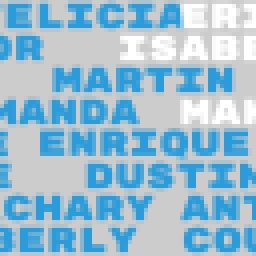 FELICIA ERI
OR ISABE
MARTIN
MANDA MAK
E ENRIQUE
E DUSTIN
CHARY ANT
BERLY COU